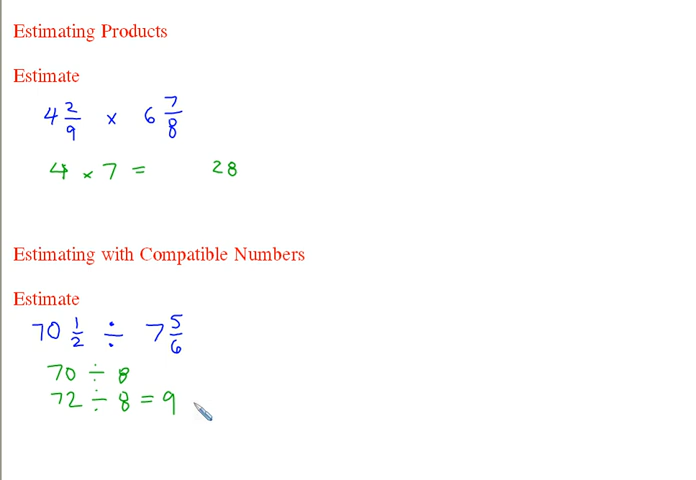 Estimating Products
Estimate
4 2/9 x 6 7/8
4 x 7 = 28
Estimating with Compatible Numbers
Estimate
70 1/2 ÷ 7 5/6
70 ÷ 8
72 ÷ 8 = 9